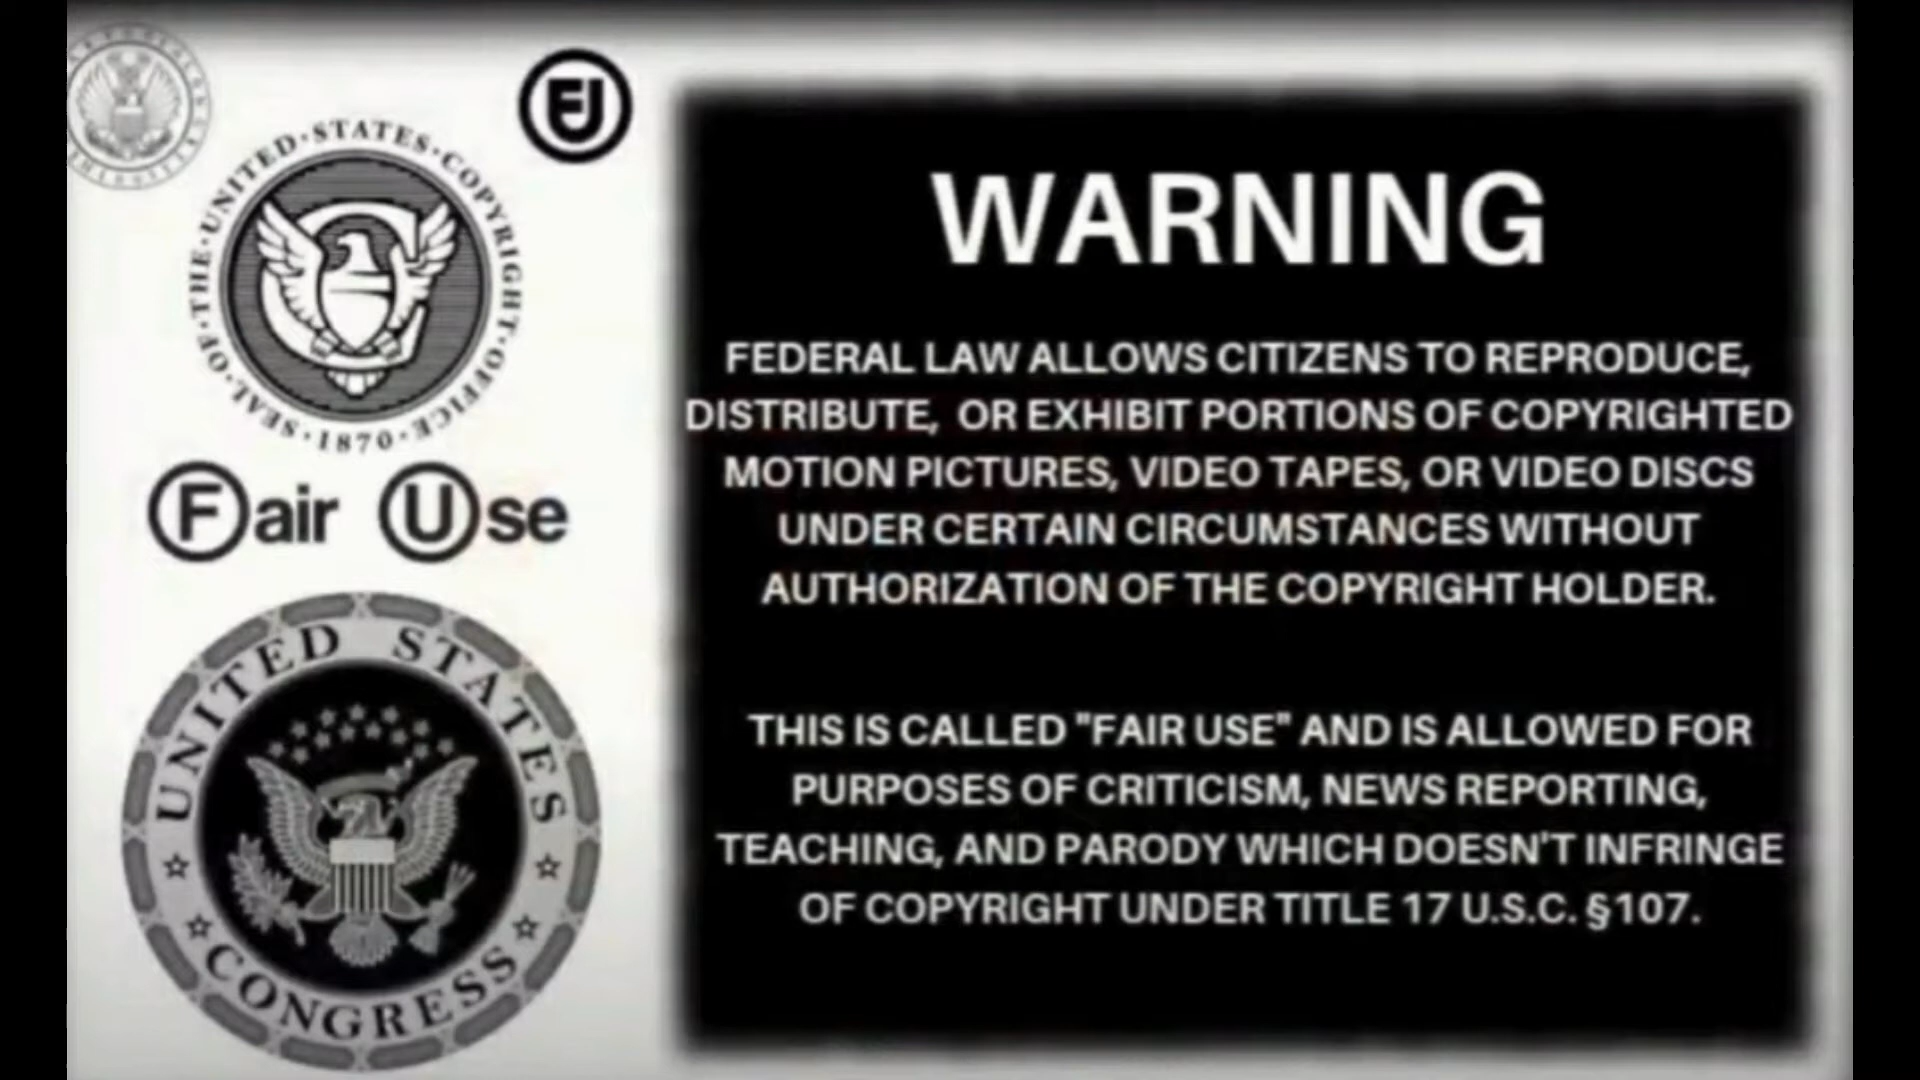 THE·UNITED·STATES·COPYRIGHT·OFFICE·
SEAL·OF·
·1870·
Fair Use
UNITED STATES
CONGRESS
WARNING
FEDERAL LAW ALLOWS CITIZENS TO REPRODUCE,
DISTRIBUTE, OR EXHIBIT PORTIONS OF COPYRIGHTED
MOTION PICTURES, VIDEO TAPES, OR VIDEO DISCS
UNDER CERTAIN CIRCUMSTANCES WITHOUT
AUTHORIZATION OF THE COPYRIGHT HOLDER.
THIS IS CALLED "FAIR USE" AND IS ALLOWED FOR
PURPOSES OF CRITICISM, NEWS REPORTING,
TEACHING, AND PARODY WHICH DOESN'T INFRINGE
OF COPYRIGHT UNDER TITLE 17 U.S.C. §107.